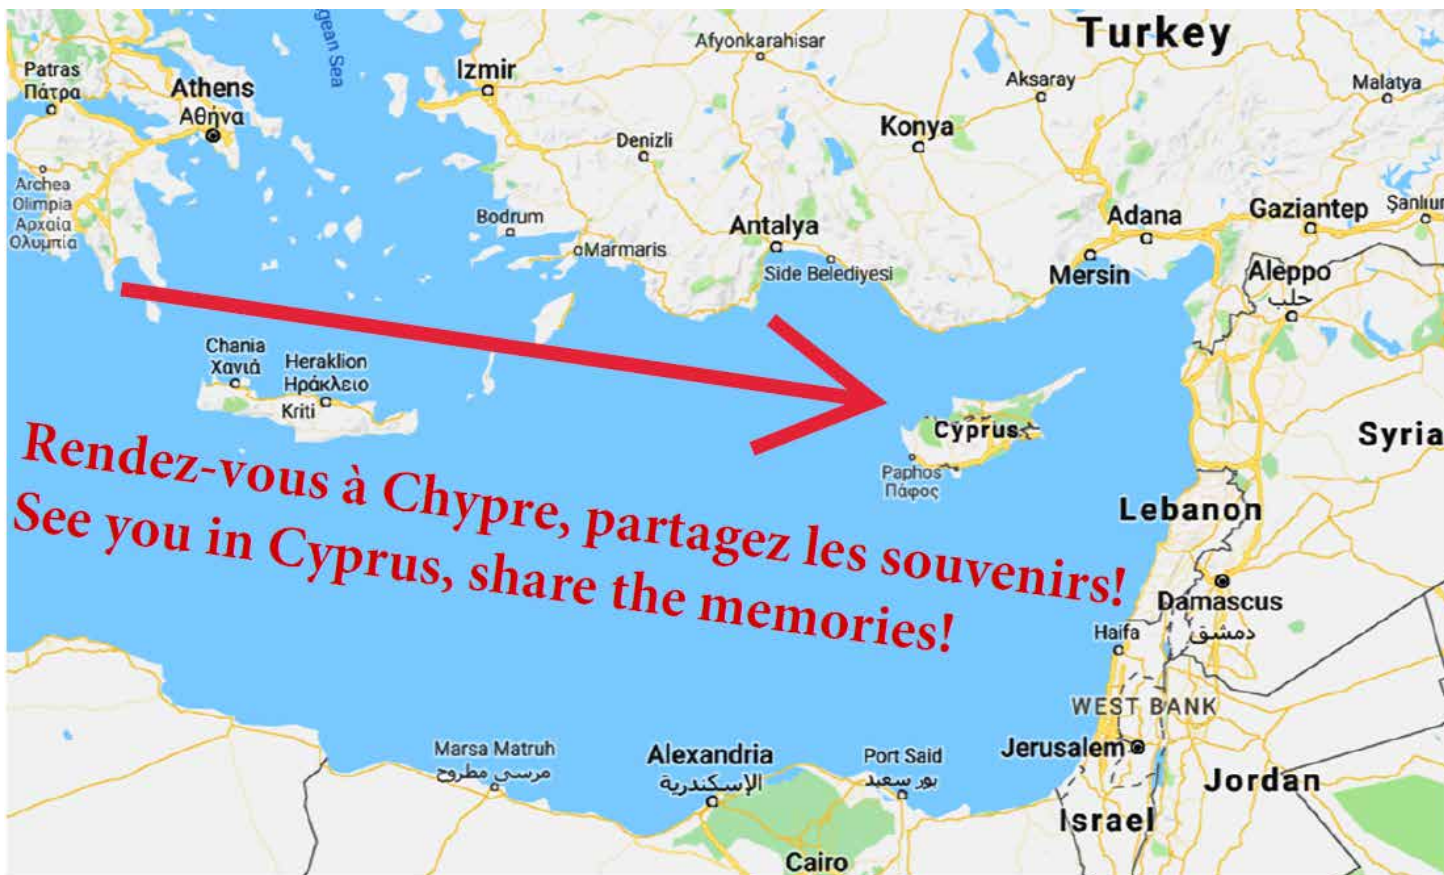 gean Sea
Turkey
Afyonkarahisar
Patras
Πάτρα
Athens
Αθήνα
Izmir
Aksaray
Malatya
Denizli
Konya
Archea
Olimpia
Αρχαία
Ολυμπία
Bodrum
Marmaris
Antalya
Side Belediyesi
Adana
Mersin
Gaziantep
Şanlıur
Aleppo
حلب
Chania
Χανιά
Heraklion
Ηράκλειο
Kriti
Cyprus
Paphos
Πάφος
Syria
Lebanon
Rendez-vous à Chypre, partagez les souvenirs!
See you in Cyprus, share the memories!
Damascus
دمشق
Haifa
WEST BANK
Marsa Matruh
مرسى مطروح
Alexandria
الإسكندرية
Port Said
بور سعيد
Jerusalem
Jordan
Israel
Cairo